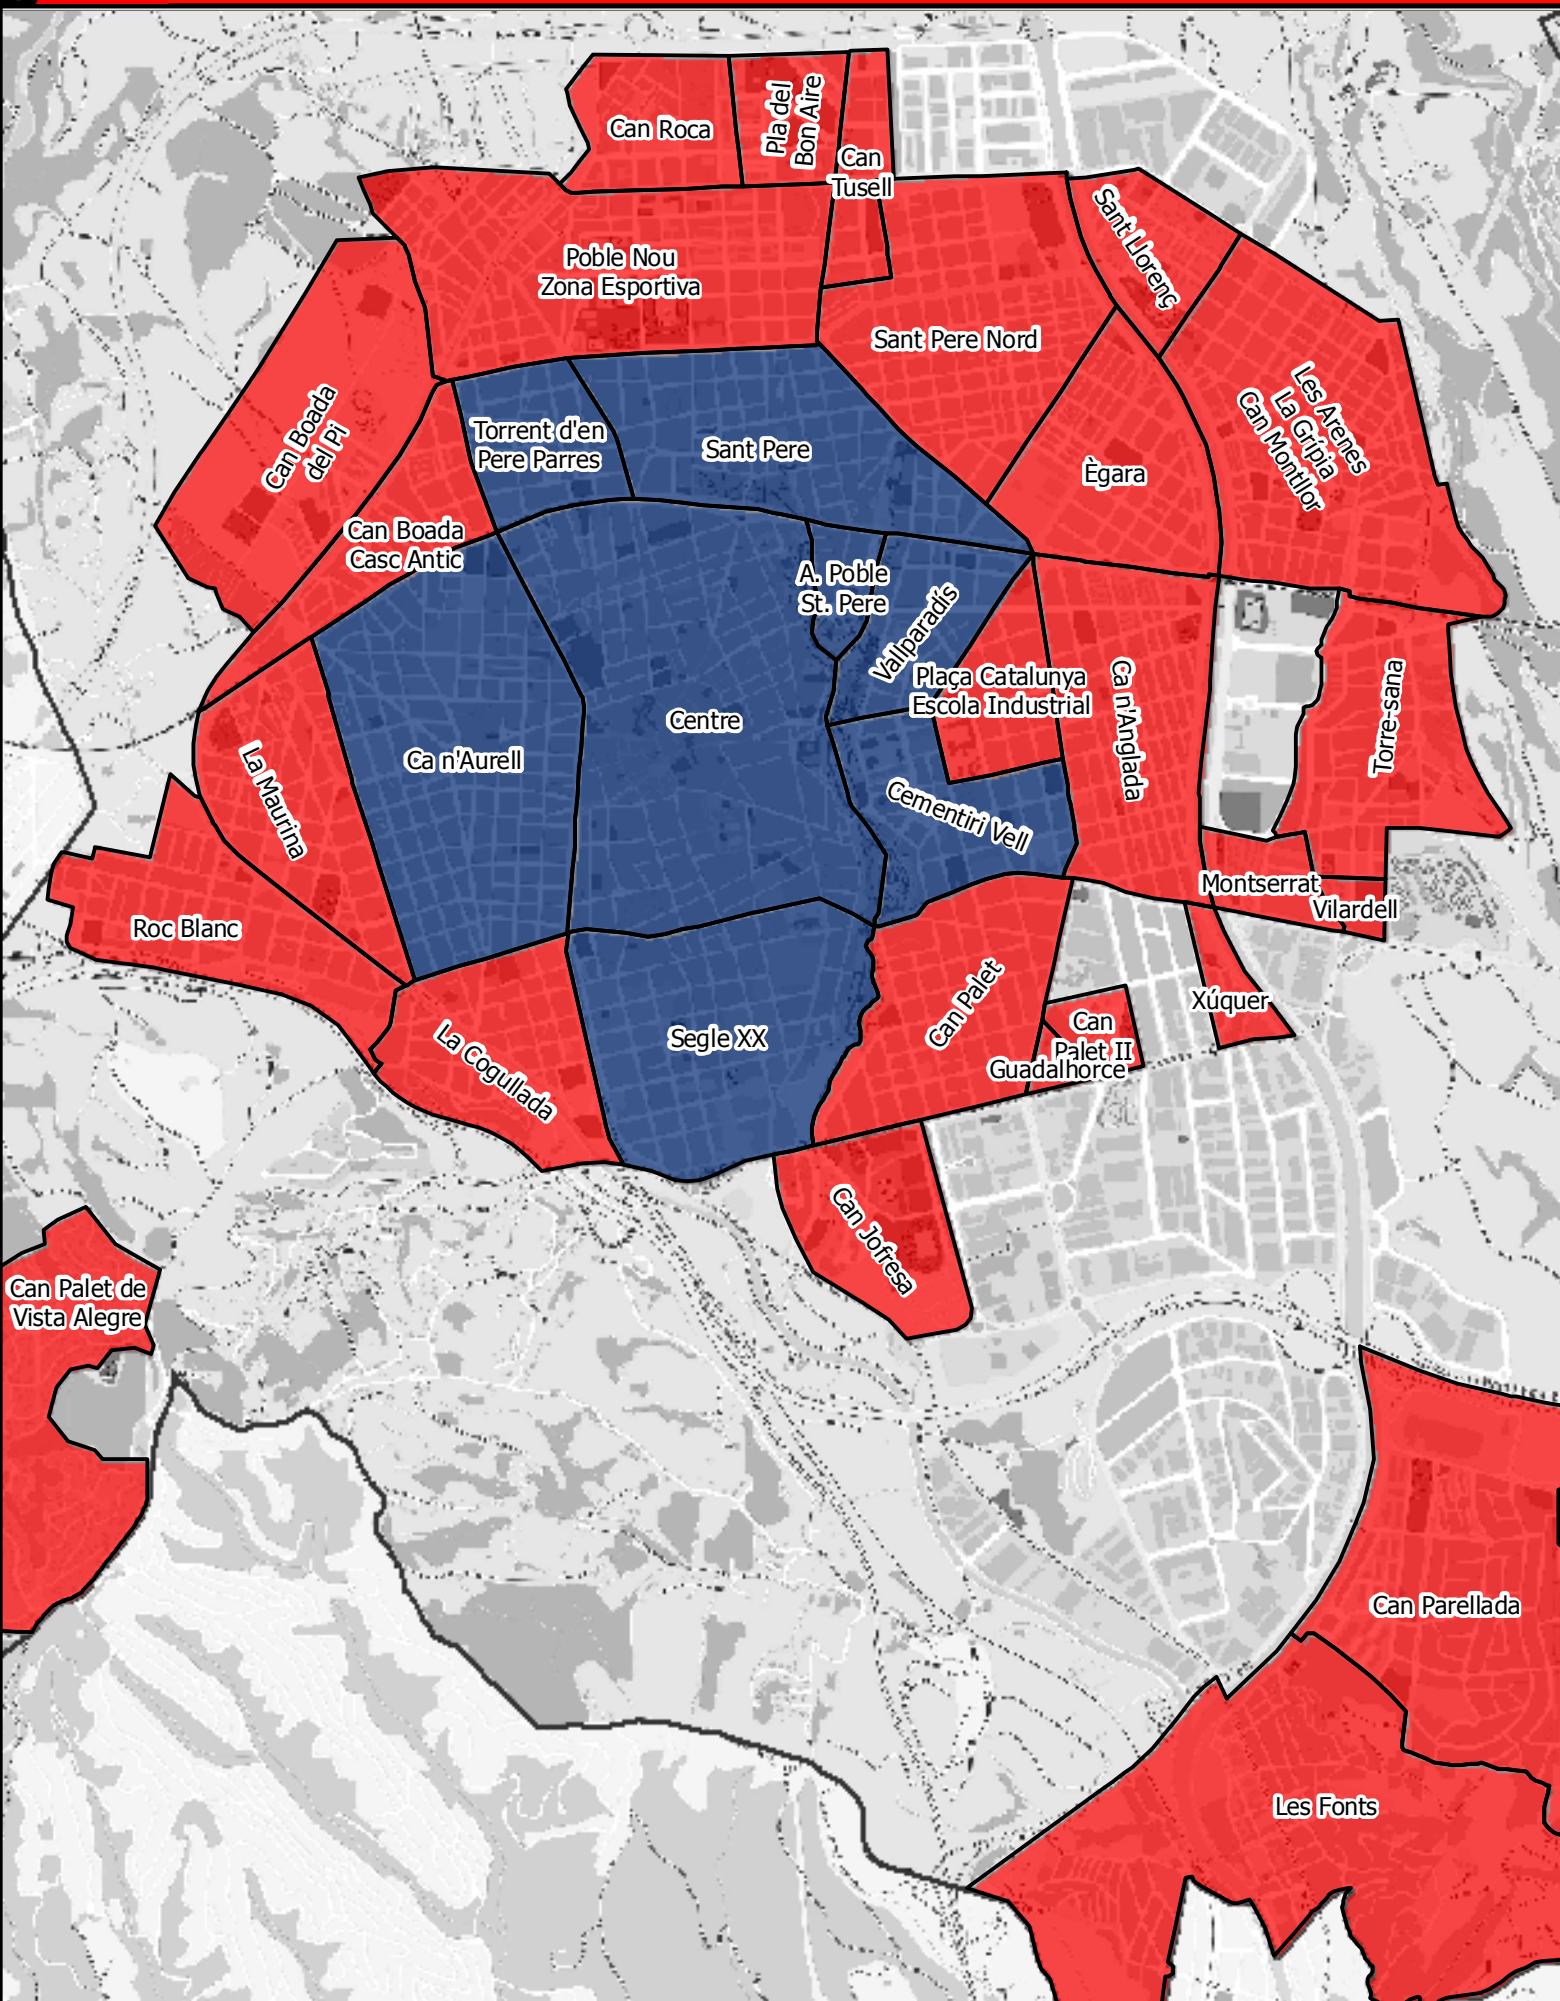 Can Roca
Pla del
Bon Aire
Can
Tusell
Sant Llorenç
Poble Nou
Zona Esportiva
Sant Pere Nord
Les Arenes
La Grípia
Can Montllor
Can Boada
del Pi
Torrent d'en
Pere Parres
Sant Pere
Ègara
Can Boada
Casc Antic
A. Poble
St. Pere
Vallparadís
Plaça Catalunya
Escola Industrial
Ca n'Anglada
Torre-sana
Centre
Ca n'Aurell
La Maurina
Cementiri Vell
Montserrat
Vilardell
Roc Blanc
Can Palet
Xúquer
Can
Palet II
Guadalhorce
Segle XX
La Cogullada
Can Jofresa
Can Palet de
Vista Alegre
Can Parellada
Les Fonts